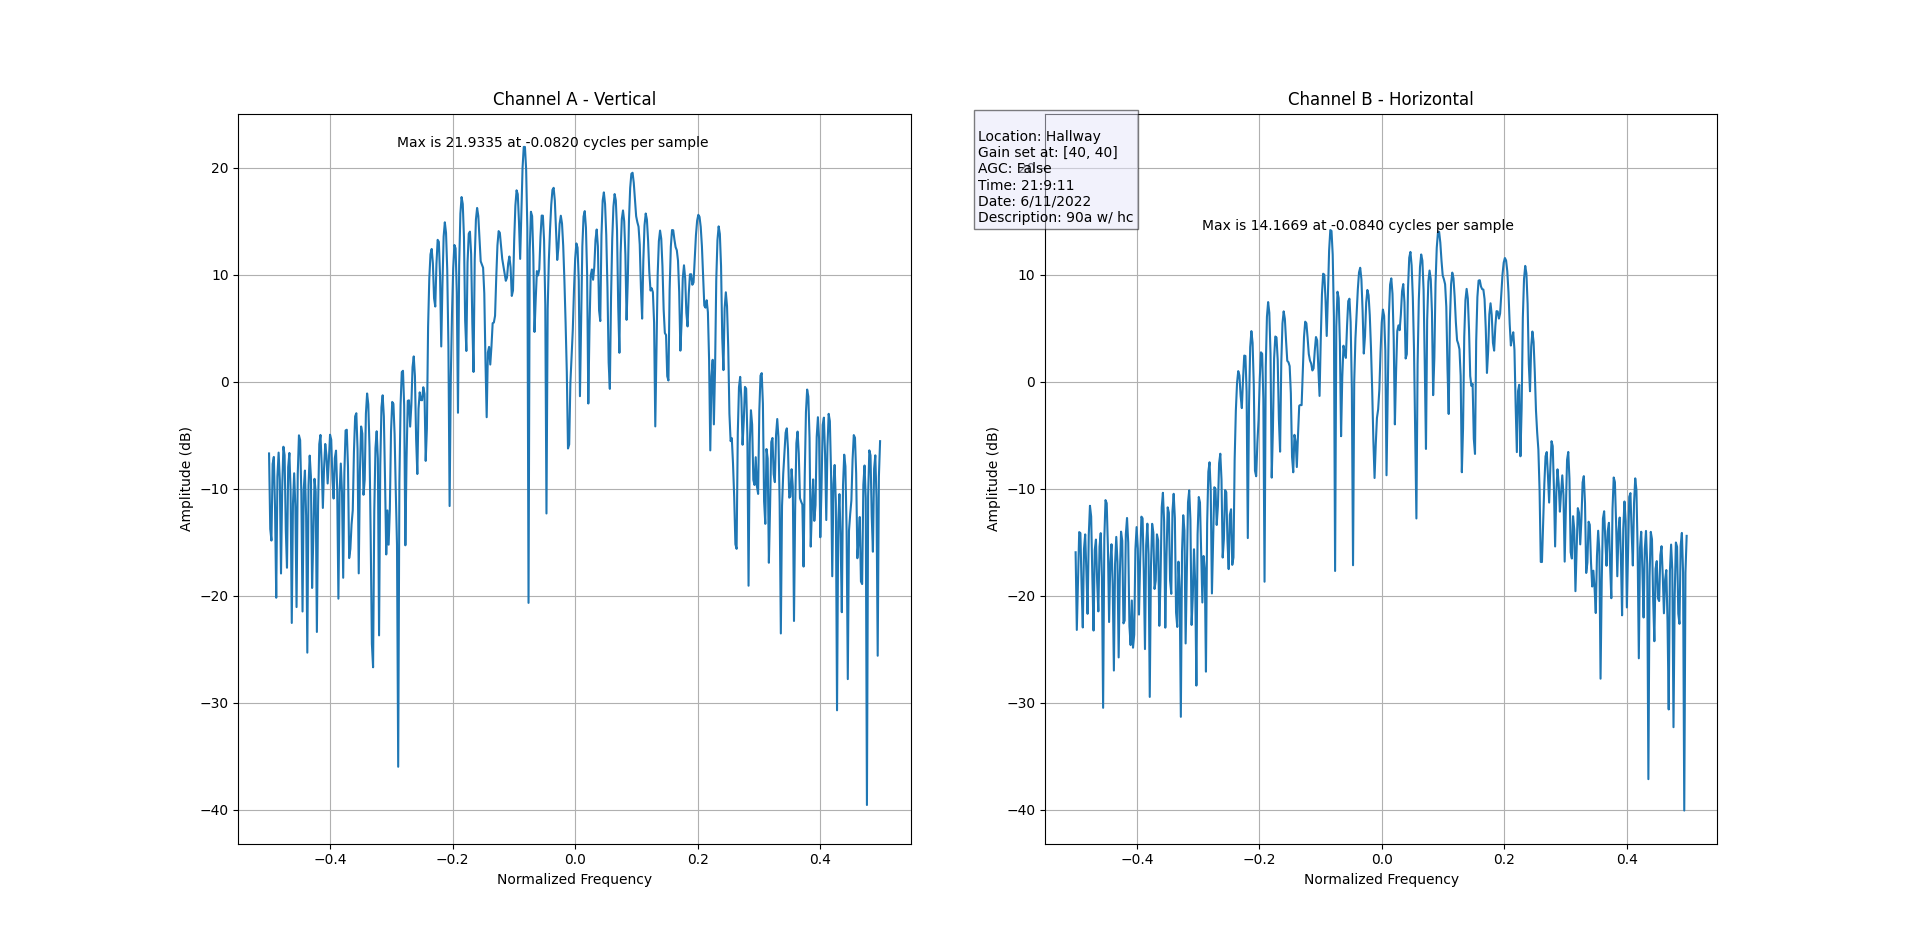 Channel A - Vertical
Max is 21.9335 at -0.0820 cycles per sample
20
10
0
−10
−20
−30
−40
Amplitude (dB)
−0.4 −0.2 0.0 0.2 0.4
Normalized Frequency
Channel B - Horizontal
Location: Hallway
Gain set at: [40, 40]
AGC: False
Time: 21:9:11
Date: 6/11/2022
Description: 90a w/ hc
Max is 14.1669 at -0.0840 cycles per sample
20
10
0
−10
−20
−30
−40
Amplitude (dB)
−0.4 −0.2 0.0 0.2 0.4
Normalized Frequency